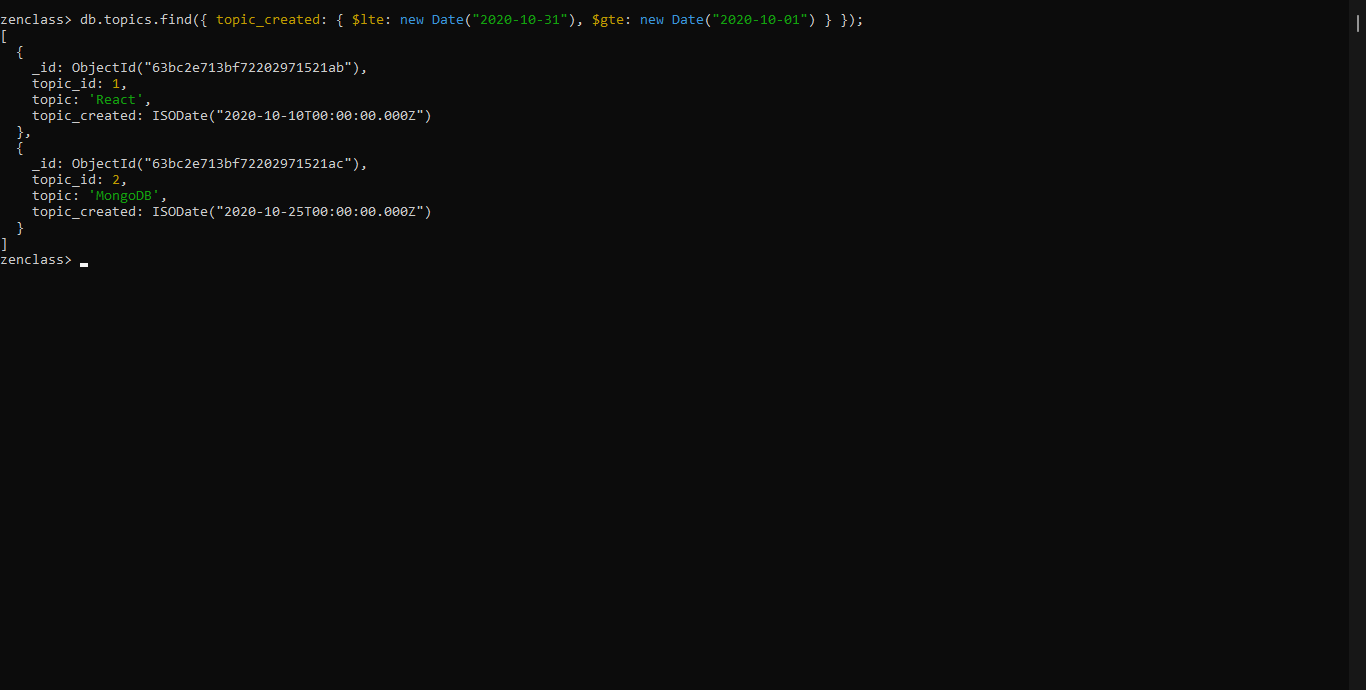 zenclass> db.topics.find({ topic_created: { $lte: new Date("2020-10-31"), $gte: new Date("2020-10-01") } });
[
  {
    _id: ObjectId("63bc2e713bf72202971521ab"),
    topic_id: 1,
    topic: 'React',
    topic_created: ISODate("2020-10-10T00:00:00.000Z")
  },
  {
    _id: ObjectId("63bc2e713bf72202971521ac"),
    topic_id: 2,
    topic: 'MongoDB',
    topic_created: ISODate("2020-10-25T00:00:00.000Z")
  }
]
zenclass>